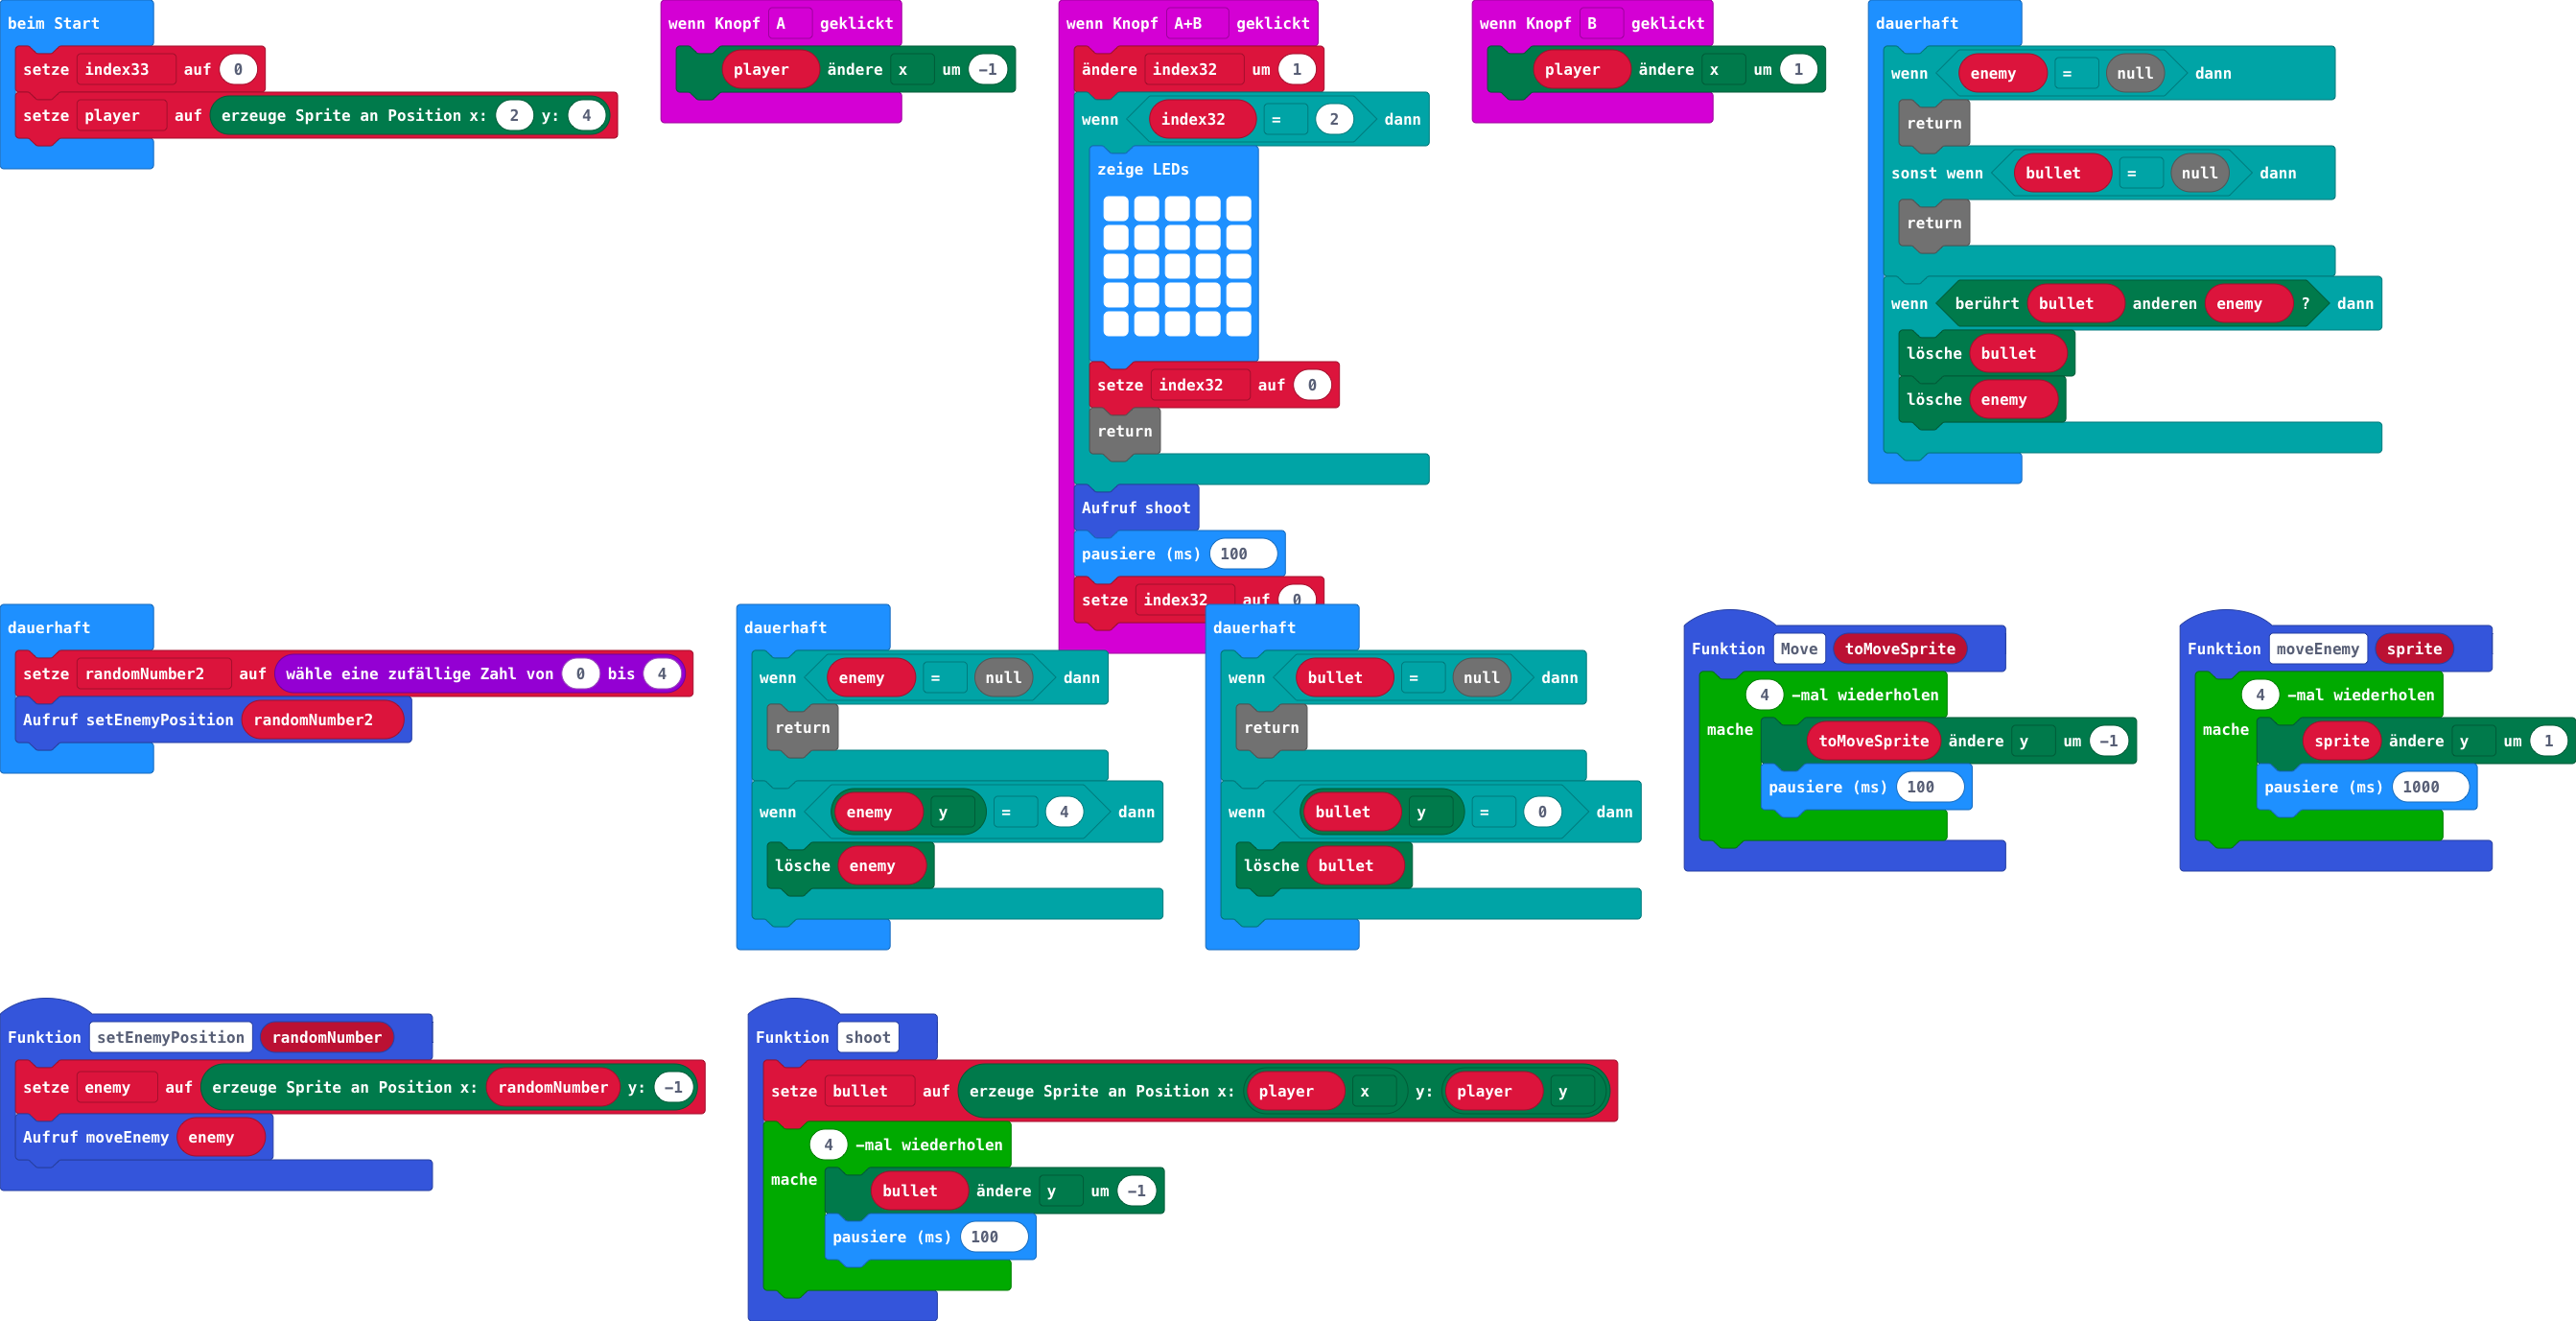 beim Start
setze index33 auf 0
setze player auf erzeuge Sprite an Position x: 2 y: 4
wenn Knopf A geklickt
player ändere x um -1
wenn Knopf A+B geklickt
ändere index32 um 1
wenn index32 = 2 dann
zeige LEDs
setze index32 auf 0
return
Aufruf shoot
pausiere (ms) 100
setze index32 auf 0
wenn Knopf B geklickt
player ändere x um 1
dauerhaft
wenn enemy = null dann
return
sonst wenn bullet = null dann
return
wenn berührt bullet anderen enemy ? dann
lösche bullet
lösche enemy
dauerhaft
setze randomNumber2 auf wähle eine zufällige Zahl von 0 bis 4
Aufruf setEnemyPosition randomNumber2
dauerhaft
wenn enemy = null dann
return
wenn enemy y = 4 dann
lösche enemy
dauerhaft
wenn bullet = null dann
return
wenn bullet y = 0 dann
lösche bullet
Funktion Move toMoveSprite
4 -mal wiederholen
mache toMoveSprite ändere y um -1
pausiere (ms) 100
Funktion moveEnemy sprite
4 -mal wiederholen
mache sprite ändere y um 1
pausiere (ms) 1000
Funktion setEnemyPosition randomNumber
setze enemy auf erzeuge Sprite an Position x: randomNumber y: -1
Aufruf moveEnemy enemy
Funktion shoot
setze bullet auf erzeuge Sprite an Position x: player x y: player y
4 -mal wiederholen
mache bullet ändere y um -1
pausiere (ms) 100